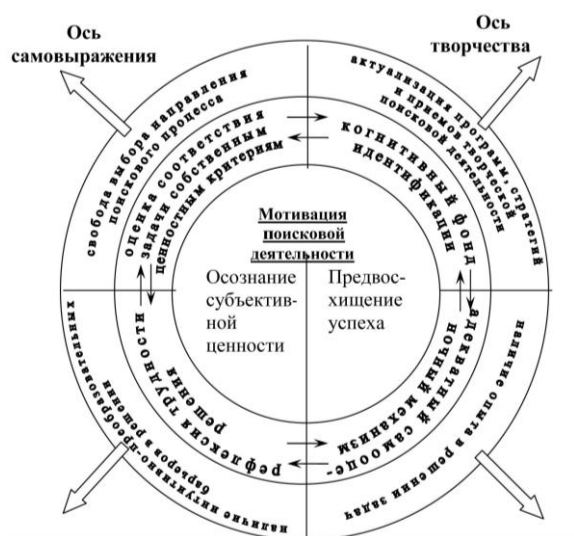 Ось
самовыражения
Ось
творчества
свобода выбора направления
поискового процесса
актуализация программ, стратегий
и приемов творческой
поисковой деятельности
оценка соответствия
задачи собственным
ценностным критериям
когнитивный фонд
идентификации
Мотивация
поисковой
деятельности
Осознание
субъектив-
ной
ценности
Предвос-
хищение
успеха
рефлексия трудности
решения
адекватный самооце-
ночный механизм
наличие интуитивно-преобразовательных
барьеров в решении
наличие опыта в решении задач